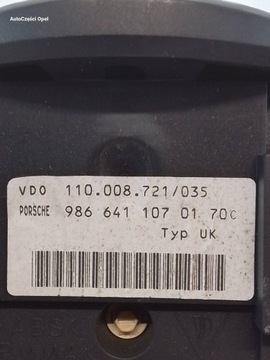 AutoCzęści Opel
VDO 110.008.721/035
PORSCHE 986 641 107 01 70C
Typ UK